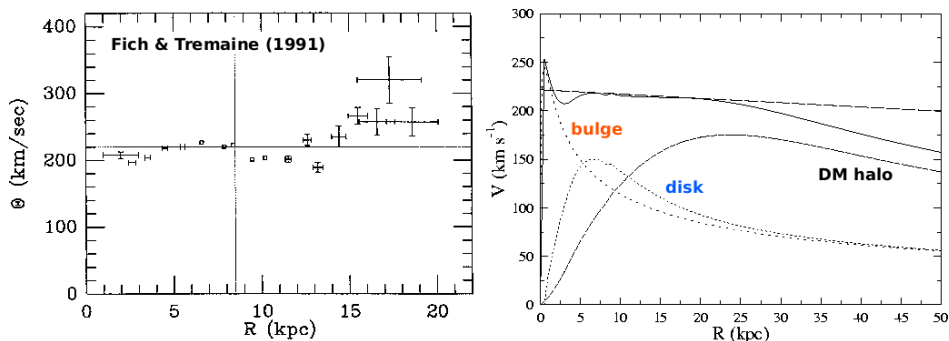 Fich & Tremaine (1991)
400
300
200
100
0
Θ (km/sec)
0
5
10
15
20
R (kpc)
300
250
200
150
100
50
0
V (km s⁻¹)
bulge
disk
DM halo
0 5 10 15 20 25 30 35 40 45 50
R (kpc)